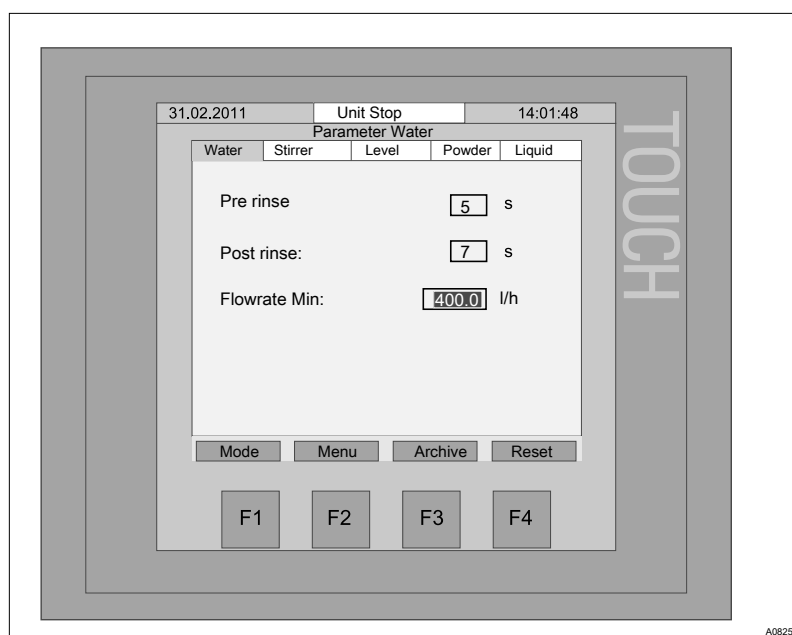 31.02.2011 Unit Stop 14:01:48
Parameter Water
Water Stirrer Level Powder Liquid
Pre rinse 5 s
Post rinse: 7 s
Flowrate Min: 400.0 l/h
Mode Menu Archive Reset
F1 F2 F3 F4
TOUCH
A0825